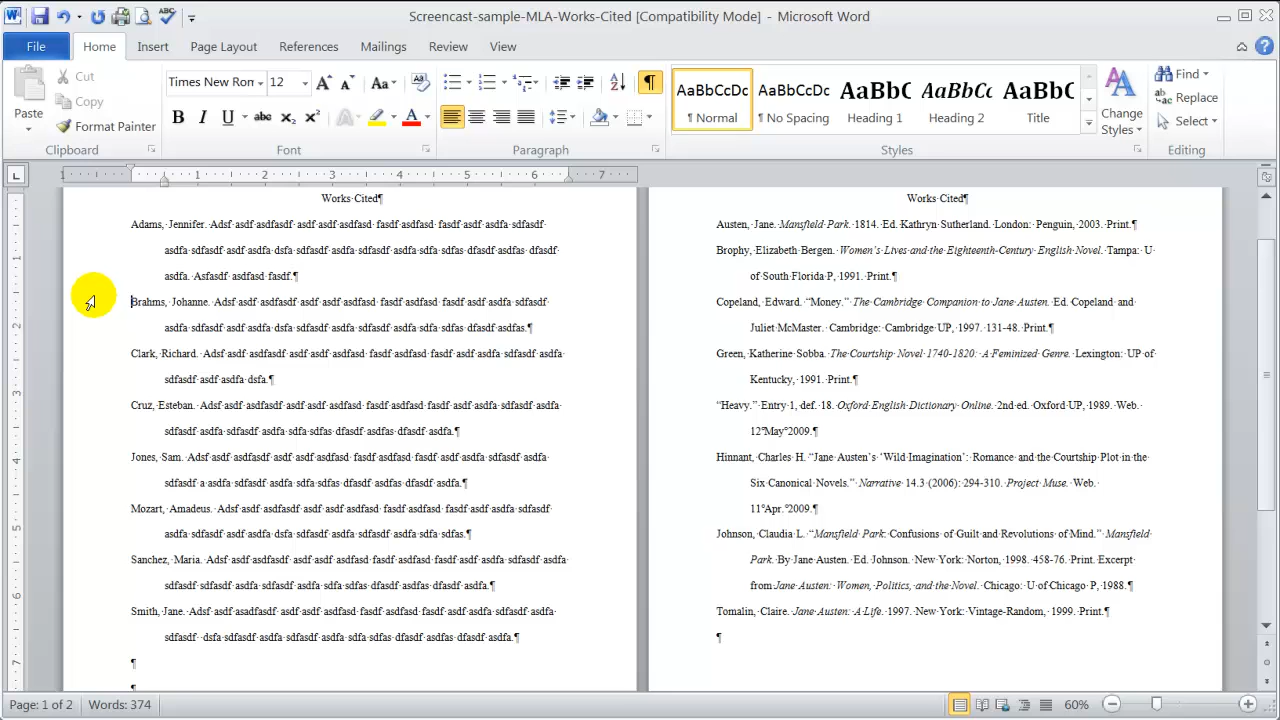 Screencast-sample-MLA-Works-Cited [Compatibility Mode] - Microsoft Word
File Home Insert Page Layout References Mailings Review View
Paste
Cut
Copy
Format Painter
Clipboard
Times New Ron 12 Aa
B I U abc x₂ x² A A
Font
Paragraph
AaBbCcDc AaBbCcDc AaBbC AaBbCc AaBbC
¶ Normal ¶ No Spacing Heading 1 Heading 2 Title
Change Styles
Styles
Find
Replace
Select
Editing
1 1 2 3 4 5 6 7
Works·Cited¶
Adams,·Jennifer.·Adsf·asdf·asdfasdf·asdf·asdf·asdfasd·fasdf·asdfasd·fasdf·asdf·asdfa·sdfasdf·
asdfa·sdfasdf·asdf·asdfa·dsfa·sdfasdf·asdfa·sdfasdf·asdfa·sdfa·sdfas·dfasdf·asdfas·dfasdf·
asdfa.·Asfasdf·asdfasd·fasdf.¶
Brahms,·Johanne.·Adsf·asdf·asdfasdf·asdf·asdf·asdfasd·fasdf·asdfasd·fasdf·asdf·asdfa·sdfasdf·
asdfa·sdfasdf·asdf·asdfa·dsfa·sdfasdf·asdfa·sdfasdf·asdfa·sdfa·sdfas·dfasdf·asdfas.¶
Clark,·Richard.·Adsf·asdf·asdfasdf·asdf·asdf·asdfasd·fasdf·asdfasd·fasdf·asdf·asdfa·sdfasdf·asdfa·
sdfasdf·asdf·asdfa·dsfa.¶
Cruz,·Esteban.·Adsf·asdf·asdfasdf·asdf·asdf·asdfasd·fasdf·asdfasd·fasdf·asdf·asdfa·sdfasdf·asdfa·
sdfasdf·asdfa·sdfasdf·asdfa·sdfa·sdfas·dfasdf·asdfas·dfasdf·asdfa.¶
Jones,·Sam.·Adsf·asdf·asdfasdf·asdf·asdf·asdfasd·fasdf·asdfasd·fasdf·asdf·asdfa·sdfasdf·asdfa·
sdfasdf·a·asdfa·sdfasdf·asdfa·sdfa·sdfas·dfasdf·asdfas·dfasdf·asdfa.¶
Mozart,·Amadeus.·Adsf·asdf·asdfasdf·asdf·asdf·asdfasd·fasdf·asdfasd·fasdf·asdf·asdfa·sdfasdf·
asdfa·sdfasdf·asdf·asdfa·dsfa·sdfasdf·asdfa·sdfasdf·asdfa·sdfa·sdfas.¶
Sanchez,·Maria.·Adsf·asdf·asdfasdf·asdf·asdf·asdfasd·fasdf·asdfasd·fasdf·asdf·asdfa·sdfasdf·asdfa·
sdfasdf·sdfasdf·asdfa·sdfasdf·asdfa·sdfa·sdfas·dfasdf·asdfas·dfasdf·asdfa.¶
Smith,·Jane.·Adsf·asdf·asadfasdf·asdf·asdf·asdfasd·fasdf·asdfasd·fasdf·asdf·asdfa·sdfasdf·asdfa·
sdfasdf··dsfa·sdfasdf·asdfa·sdfasdf·asdfa·sdfa·sdfas·dfasdf·asdfas·dfasdf·asdfa.¶
¶
¶
Works·Cited¶
Austen,·Jane.·Mansfield·Park.·1814.·Ed.·Kathryn·Sutherland.·London:·Penguin,·2003.·Print.¶
Brophy,·Elizabeth·Bergen.·Women's·Lives·and·the·Eighteenth-Century·English·Novel.·Tampa:·U·
of·South·Florida·P,·1991.·Print.¶
Copeland,·Edward.·“Money.”·The·Cambridge·Companion·to·Jane·Austen.·Ed.·Copeland·and·
Juliet·McMaster.·Cambridge:·Cambridge·UP,·1997.·131-48.·Print.¶
Green,·Katherine·Sobba.·The·Courtship·Novel·1740-1820:·A·Feminized·Genre.·Lexington:·UP·of·
Kentucky,·1991.·Print.¶
“Heavy.”·Entry·1,·def.·18.·Oxford·English·Dictionary·Online.·2nd·ed.·Oxford·UP,·1989.·Web.·
12°May°2009.¶
Hinnant,·Charles·H.·“Jane·Austen's·‘Wild·Imagination’:·Romance·and·the·Courtship·Plot·in·the·
Six·Canonical·Novels.”·Narrative·14.3·(2006):·294-310.·Project·Muse.·Web.·
11°Apr.°2009.¶
Johnson,·Claudia·L.·“Mansfield·Park:·Confusions·of·Guilt·and·Revolutions·of·Mind.”·Mansfield·
Park.·By·Jane·Austen.·Ed.·Johnson.·New·York:·Norton,·1998.·458-76.·Print.·Excerpt·
from·Jane·Austen:·Women,·Politics,·and·the·Novel.·Chicago:·U·of·Chicago·P,·1988.¶
Tomalin,·Claire.·Jane·Austen:·A·Life.·1997.·New·York:·Vintage-Random,·1999.·Print.¶
¶
Page: 1 of 2 Words: 374 60%